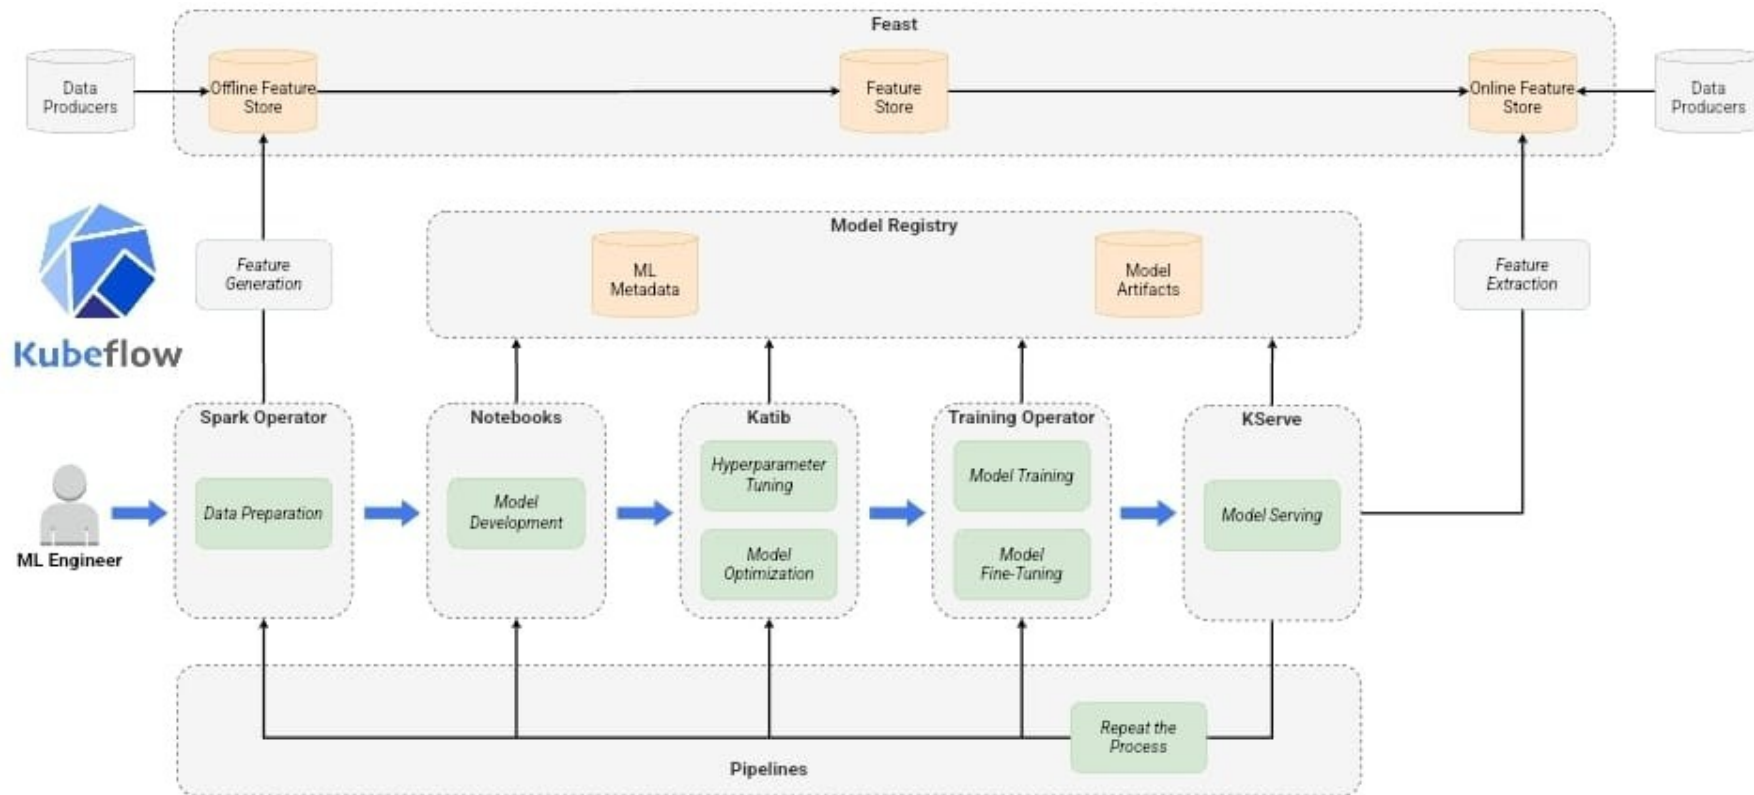 Feast
Data
Producers
Offline Feature
Store
Feature
Store
Online Feature
Store
Data
Producers
Kubeflow
Feature
Generation
Model Registry
ML
Metadata
Model
Artifacts
Feature
Extraction
Spark Operator
Notebooks
Katib
Training Operator
KServe
ML Engineer
Data Preparation
Model
Development
Hyperparameter
Tuning
Model
Optimization
Model Training
Model
Fine-Tuning
Model Serving
Repeat the
Process
Pipelines